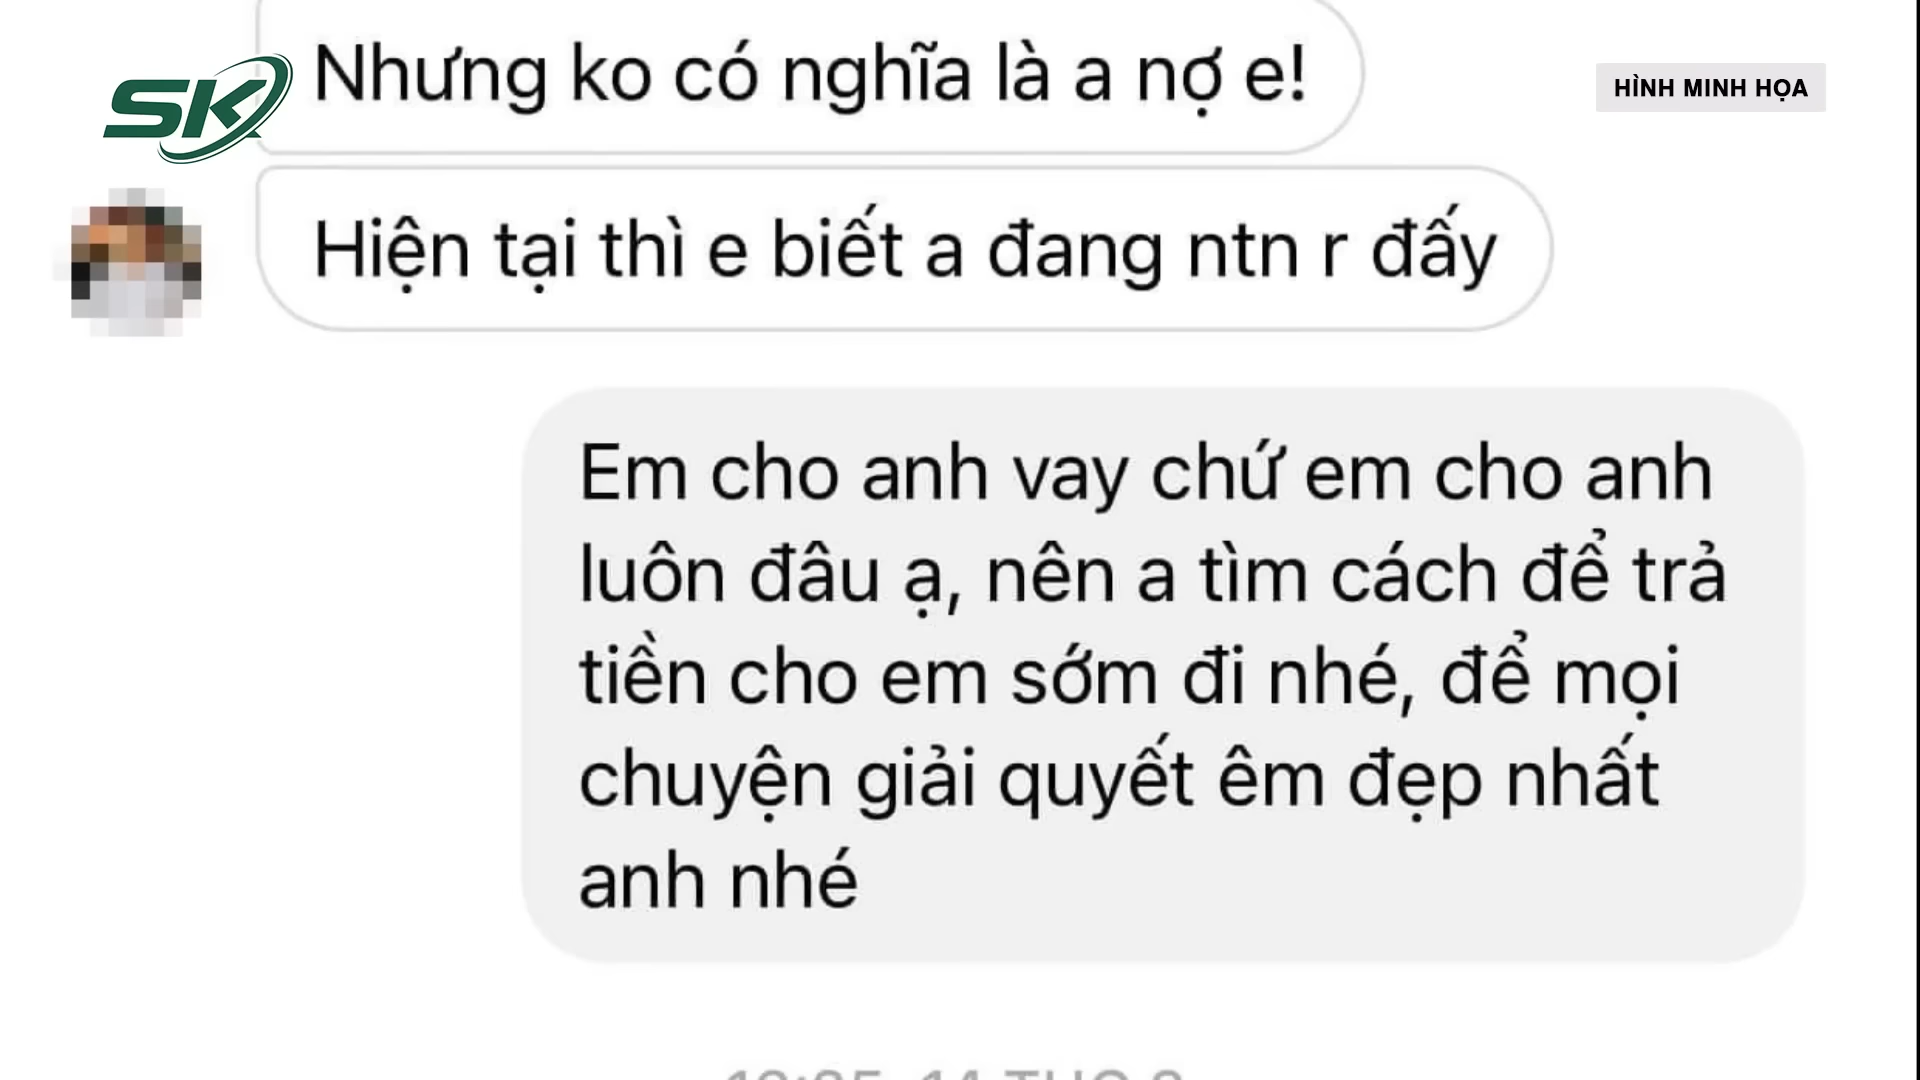 SK
HÌNH MINH HỌA
Nhưng ko có nghĩa là a nợ e!
Hiện tại thì e biết a đang ntn r đấy
Em cho anh vay chứ em cho anh
luôn đâu ạ, nên a tìm cách để trả
tiền cho em sớm đi nhé, để mọi
chuyện giải quyết êm đẹp nhất
anh nhé